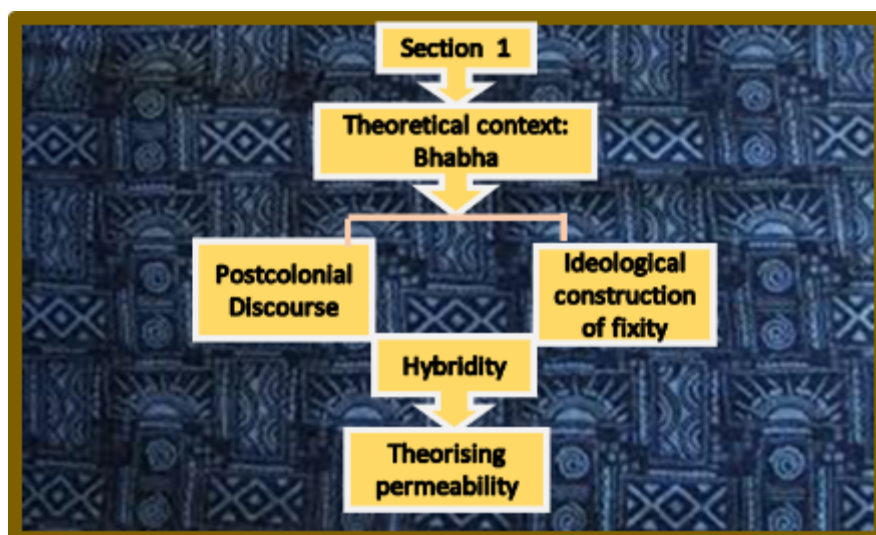 Section 1
Theoretical context:
Bhabha
Postcolonial
Discourse
Ideological
construction
of fixity
Hybridity
Theorising
permeability